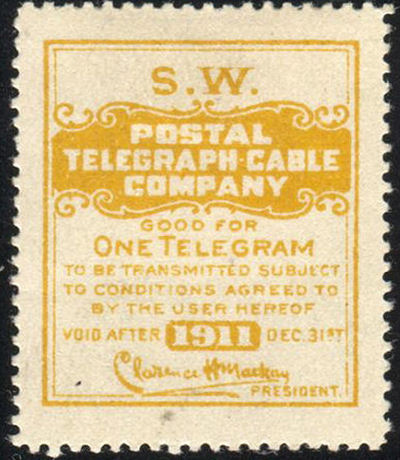 S.W.
POSTAL
TELEGRAPH-CABLE
COMPANY
GOOD FOR
ONE TELEGRAM
TO BE TRANSMITTED SUBJECT
TO CONDITIONS AGREED TO
BY THE USER HEREOF
VOID AFTER 1911 DEC. 31ST
Clarence H Mackay
PRESIDENT.